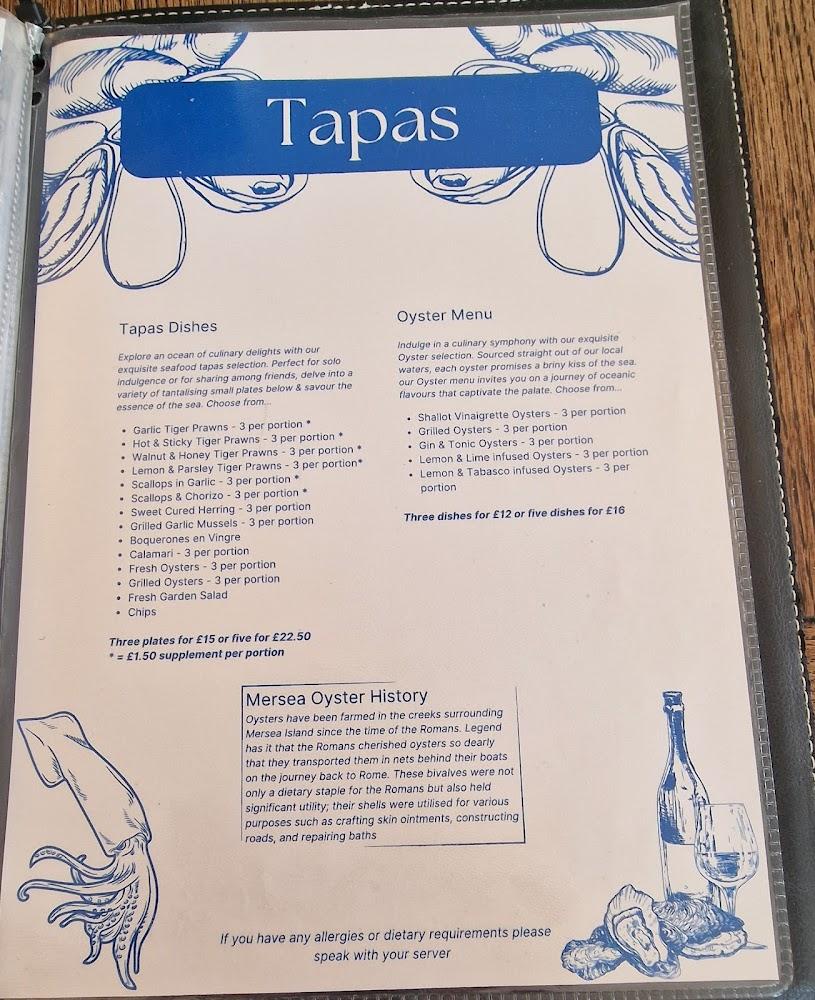 Tapas
Tapas Dishes
Explore an ocean of culinary delights with our
exquisite seafood tapas selection. Perfect for solo
indulgence or for sharing among friends, delve into a
variety of tantalising small plates below & savour the
essence of the sea. Choose from...
• Garlic Tiger Prawns - 3 per portion *
• Hot & Sticky Tiger Prawns - 3 per portion *
• Walnut & Honey Tiger Prawns - 3 per portion *
• Lemon & Parsley Tiger Prawns - 3 per portion*
• Scallops in Garlic - 3 per portion *
• Scallops & Chorizo - 3 per portion *
• Sweet Cured Herring - 3 per portion
• Grilled Garlic Mussels - 3 per portion
• Boquerones en Vingre
• Calamari - 3 per portion
• Fresh Oysters - 3 per portion
• Grilled Oysters - 3 per portion
• Fresh Garden Salad
• Chips
Three plates for £15 or five for £22.50
* = £1.50 supplement per portion
Oyster Menu
Indulge in a culinary symphony with our exquisite
Oyster selection. Sourced straight out of our local
waters, each oyster promises a briny kiss of the sea.
our Oyster menu invites you on a journey of oceanic
flavours that captivate the palate. Choose from...
• Shallot Vinaigrette Oysters - 3 per portion
• Grilled Oysters - 3 per portion
• Gin & Tonic Oysters - 3 per portion
• Lemon & Lime infused Oysters - 3 per portion
• Lemon & Tabasco infused Oysters - 3 per
portion
Three dishes for £12 or five dishes for £16
Mersea Oyster History
Oysters have been farmed in the creeks surrounding
Mersea Island since the time of the Romans. Legend
has it that the Romans cherished oysters so dearly
that they transported them in nets behind their boats
on the journey back to Rome. These bivalves were not
only a dietary staple for the Romans but also held
significant utility; their shells were utilised for various
purposes such as crafting skin ointments, constructing
roads, and repairing baths
If you have any allergies or dietary requirements please
speak with your server